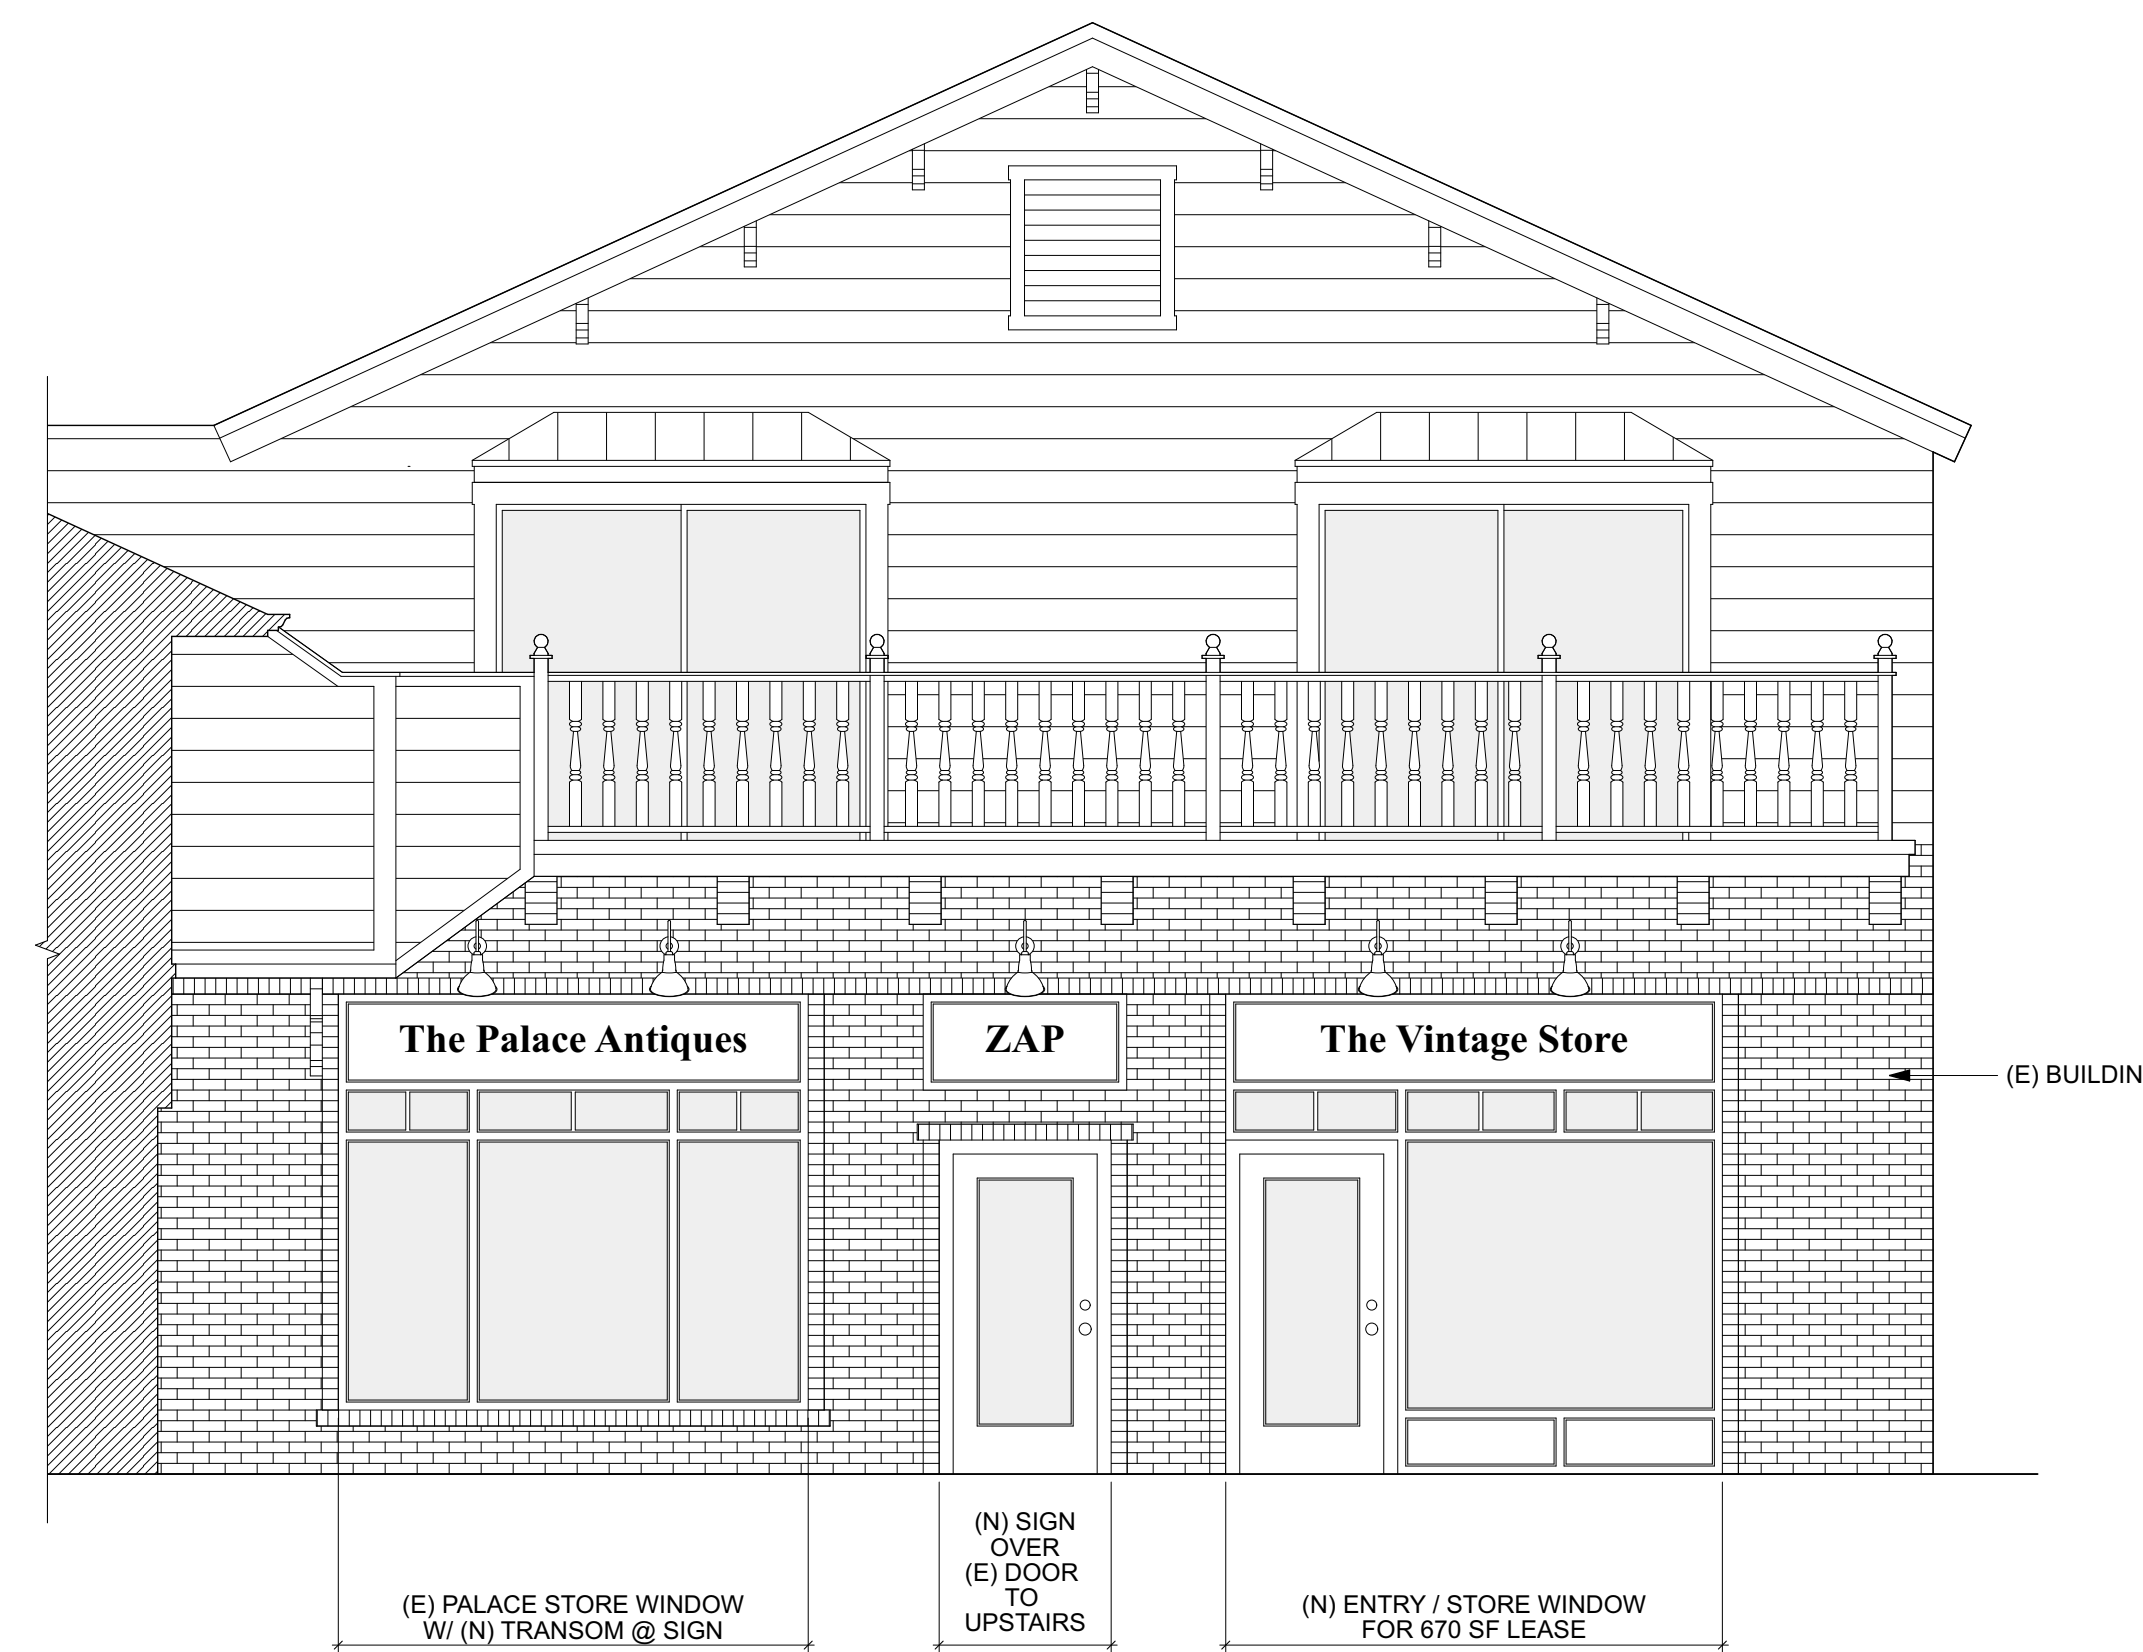 The Palace Antiques
ZAP
The Vintage Store
(E) BUILDIN
(E) PALACE STORE WINDOW
W/ (N) TRANSOM @ SIGN
(N) SIGN
OVER
(E) DOOR
TO
UPSTAIRS
(N) ENTRY / STORE WINDOW
FOR 670 SF LEASE